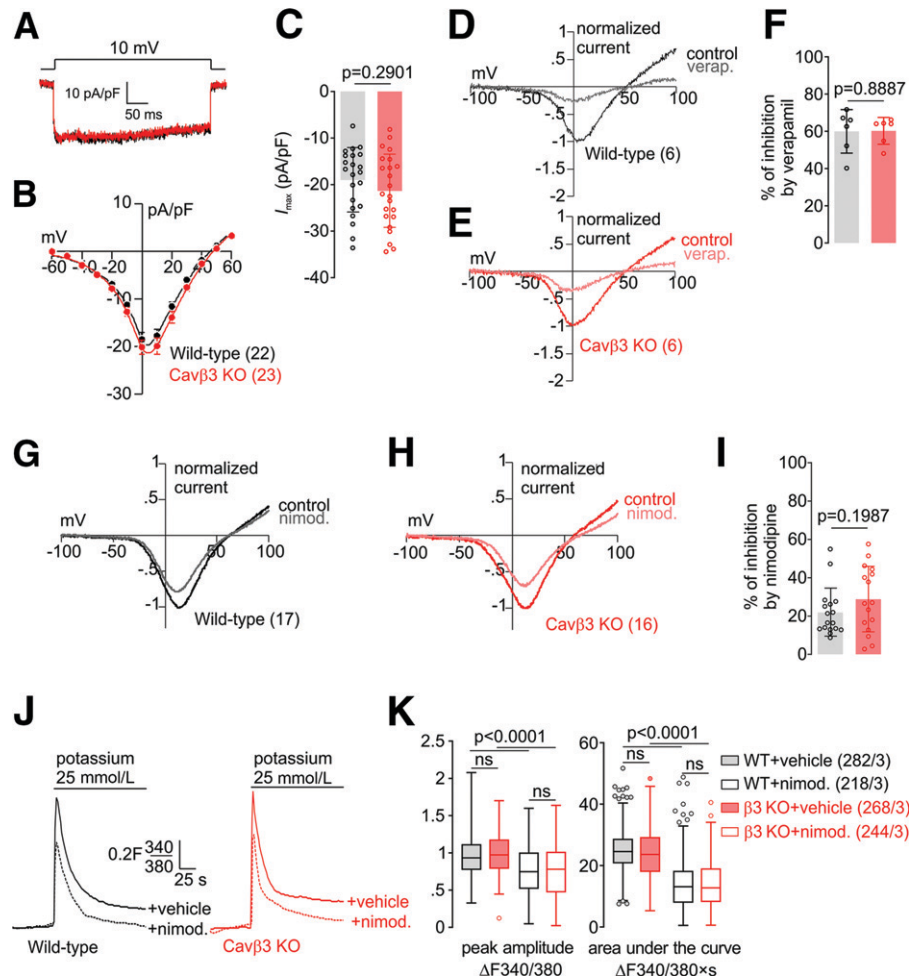 A
10 mV
10 pA/pF
50 ms
B
10
pA/pF
mV
-60
-40
-20
20
40
60
-10
-20
-30
Wild-type (22)
Cavβ3 KO (23)
C
p=0.2901
0
-10
-20
-30
-40
Imax (pA/pF)
D
normalized
current
1
.5
control
verap.
mV
-100
-50
0
50
100
-.5
-1
-1.5
-2
Wild-type (6)
E
normalized
current
1
.5
control
verap.
mV
-100
-50
0
50
100
-.5
-1
-1.5
-2
Cavβ3 KO (6)
F
p=0.8887
100
80
60
40
20
0
% of inhibition
by verapamil
G
1
normalized
current
.5
control
nimod.
mV
-100
-50
50
100
-.5
-1
Wild-type (17)
H
1
normalized
current
.5
control
nimod.
mV
-100
-50
50
100
-.5
-1
Cavβ3 KO (16)
I
100
80
60
40
20
0
p=0.1987
% of inhibition
by nimodipine
J
potassium
25 mmol/L
potassium
25 mmol/L
0.2F 340
380
25 s
+vehicle
+nimod.
+vehicle
+nimod.
Wild-type
Cavβ3 KO
K
2.5
2
1.5
1
0.5
0
p<0.0001
ns
ns
peak amplitude
ΔF340/380
60
40
20
0
p<0.0001
ns
ns
area under the curve
ΔF340/380×s
WT+vehicle (282/3)
WT+nimod. (218/3)
β3 KO+vehicle (268/3)
β3 KO+nimod. (244/3)